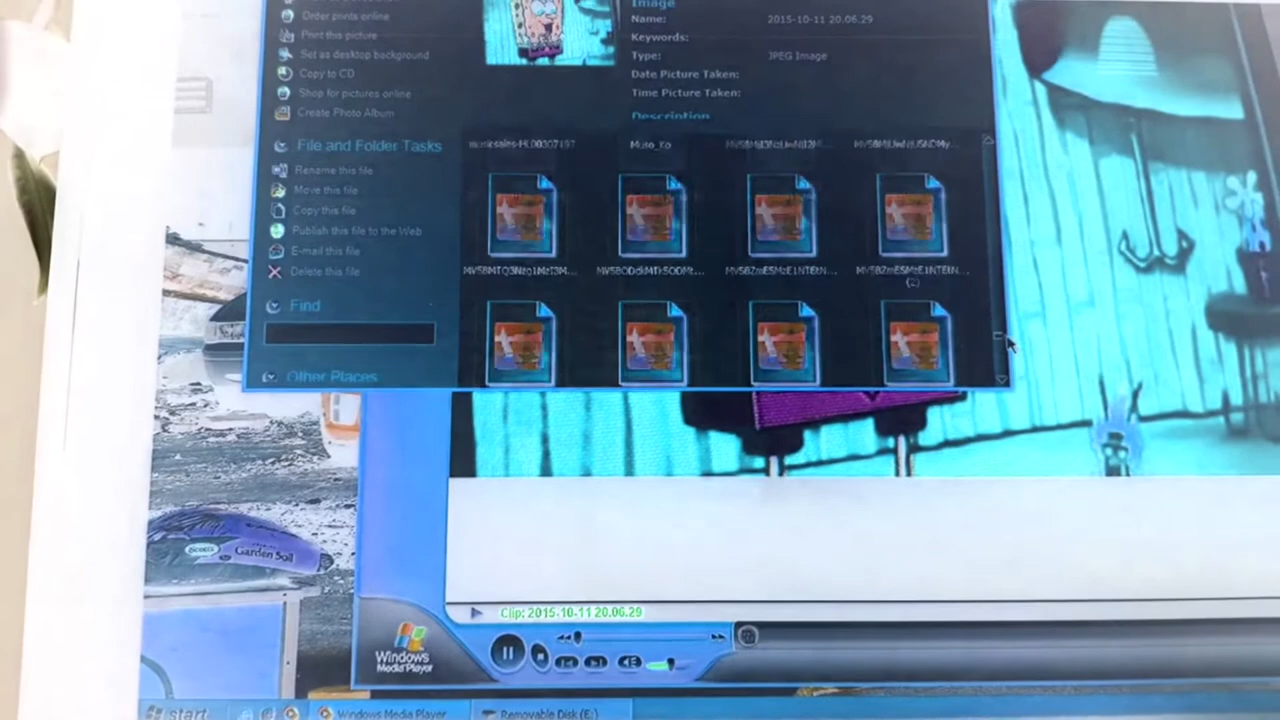 Order prints online
Print this picture
Set as desktop background
Copy to CD
Shop for pictures online
Create Photo Album
File and Folder Tasks
Rename this file
Move this file
Copy this file
Publish this file to the Web
E-mail this file
Delete this file
Find
Other Places
Image
Name: 2015-10-11 20.06.29
Keywords:
Type: JPEG Image
Date Picture Taken:
Time Picture Taken:
Description
(2)
Scotts
Garden Soil
Clip: 2015-10-11 20.06.29
Windows
Media Player
start
Windows Media Player
Removable Disk (E:)